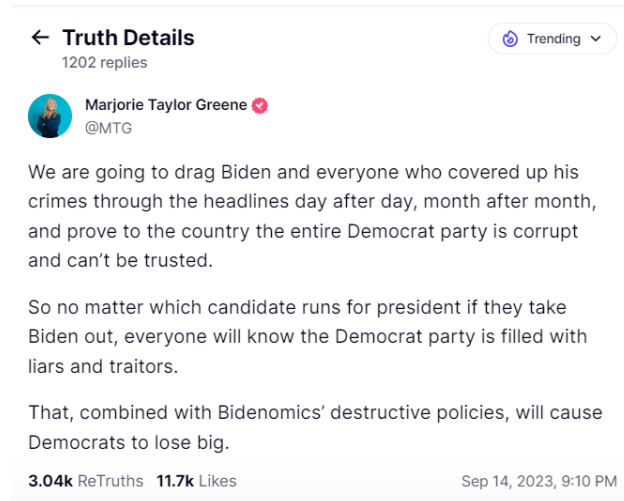 Truth Details
1202 replies
Trending
Marjorie Taylor Greene
@MTG
We are going to drag Biden and everyone who covered up his
crimes through the headlines day after day, month after month,
and prove to the country the entire Democrat party is corrupt
and can’t be trusted.
So no matter which candidate runs for president if they take
Biden out, everyone will know the Democrat party is filled with
liars and traitors.
That, combined with Bidenomics’ destructive policies, will cause
Democrats to lose big.
3.04k ReTruths 11.7k Likes Sep 14, 2023, 9:10 PM